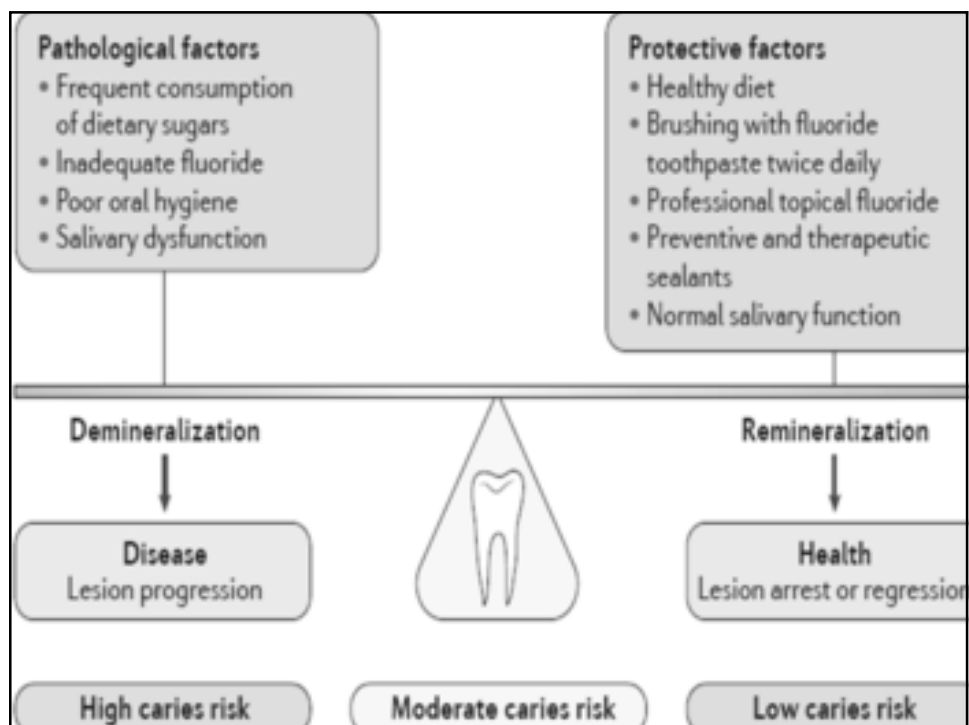 Pathological factors
• Frequent consumption
of dietary sugars
• Inadequate fluoride
• Poor oral hygiene
• Salivary dysfunction
Protective factors
• Healthy diet
• Brushing with fluoride
toothpaste twice daily
• Professional topical fluoride
• Preventive and therapeutic
sealants
• Normal salivary function
Demineralization
Remineralization
Disease
Lesion progression
Health
Lesion arrest or regression
High caries risk
Moderate caries risk
Low caries risk